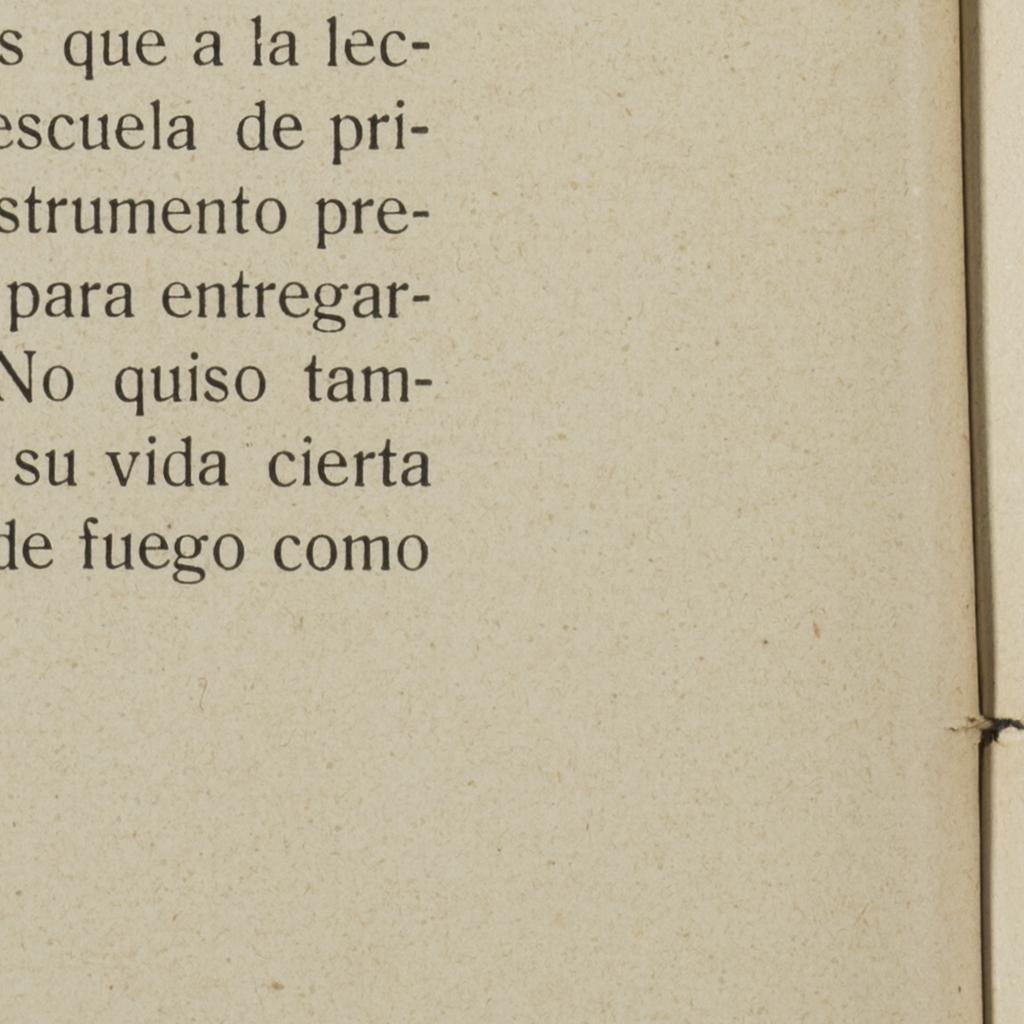 s que a la lec-
escuela de pri-
strumento pre-
para entregar-
No quiso tam-
su vida cierta
de fuego como